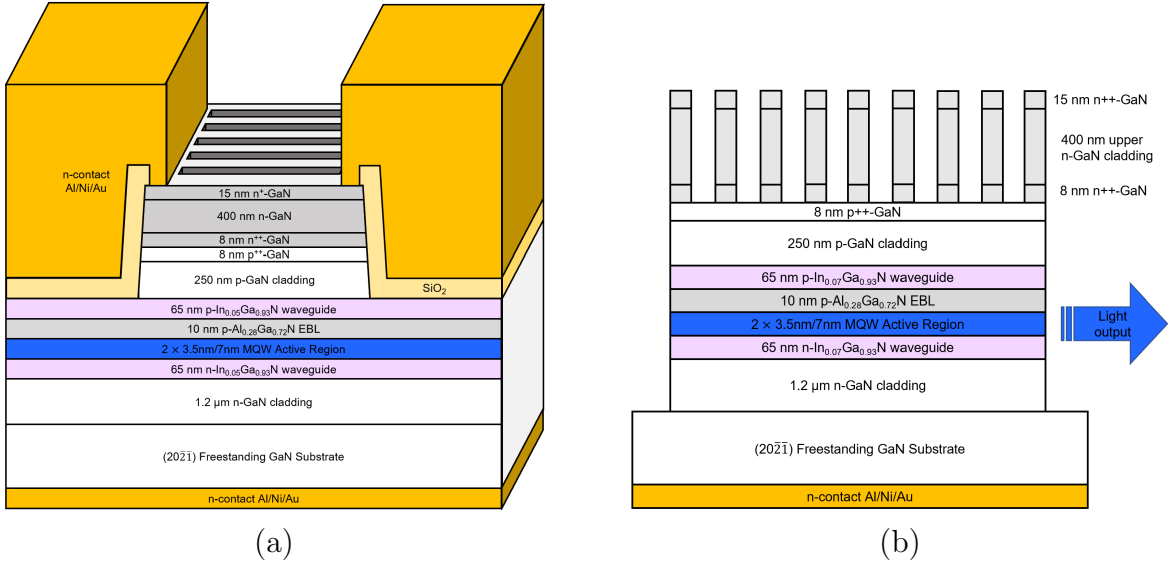 n-contact
Al/Ni/Au
15 nm n⁺-GaN
400 nm n-GaN
8 nm n⁺⁺-GaN
8 nm p⁺⁺-GaN
250 nm p-GaN cladding
SiO₂
65 nm p-In₀.₀₅Ga₀.₉₃N waveguide
10 nm p-Al₀.₂₈Ga₀.₇₂N EBL
2 × 3.5nm/7nm MQW Active Region
65 nm n-In₀.₀₅Ga₀.₉₃N waveguide
1.2 μm n-GaN cladding
(202̅1̅) Freestanding GaN Substrate
n-contact Al/Ni/Au
(a)
15 nm n++-GaN
400 nm upper
n-GaN cladding
8 nm n++-GaN
8 nm p++-GaN
250 nm p-GaN cladding
65 nm p-In₀.₀₇Ga₀.₉₃N waveguide
10 nm p-Al₀.₂₈Ga₀.₇₂N EBL
2 × 3.5nm/7nm MQW Active Region
65 nm n-In₀.₀₇Ga₀.₉₃N waveguide
1.2 μm n-GaN cladding
Light
output
(202̅1̅) Freestanding GaN Substrate
n-contact Al/Ni/Au
(b)